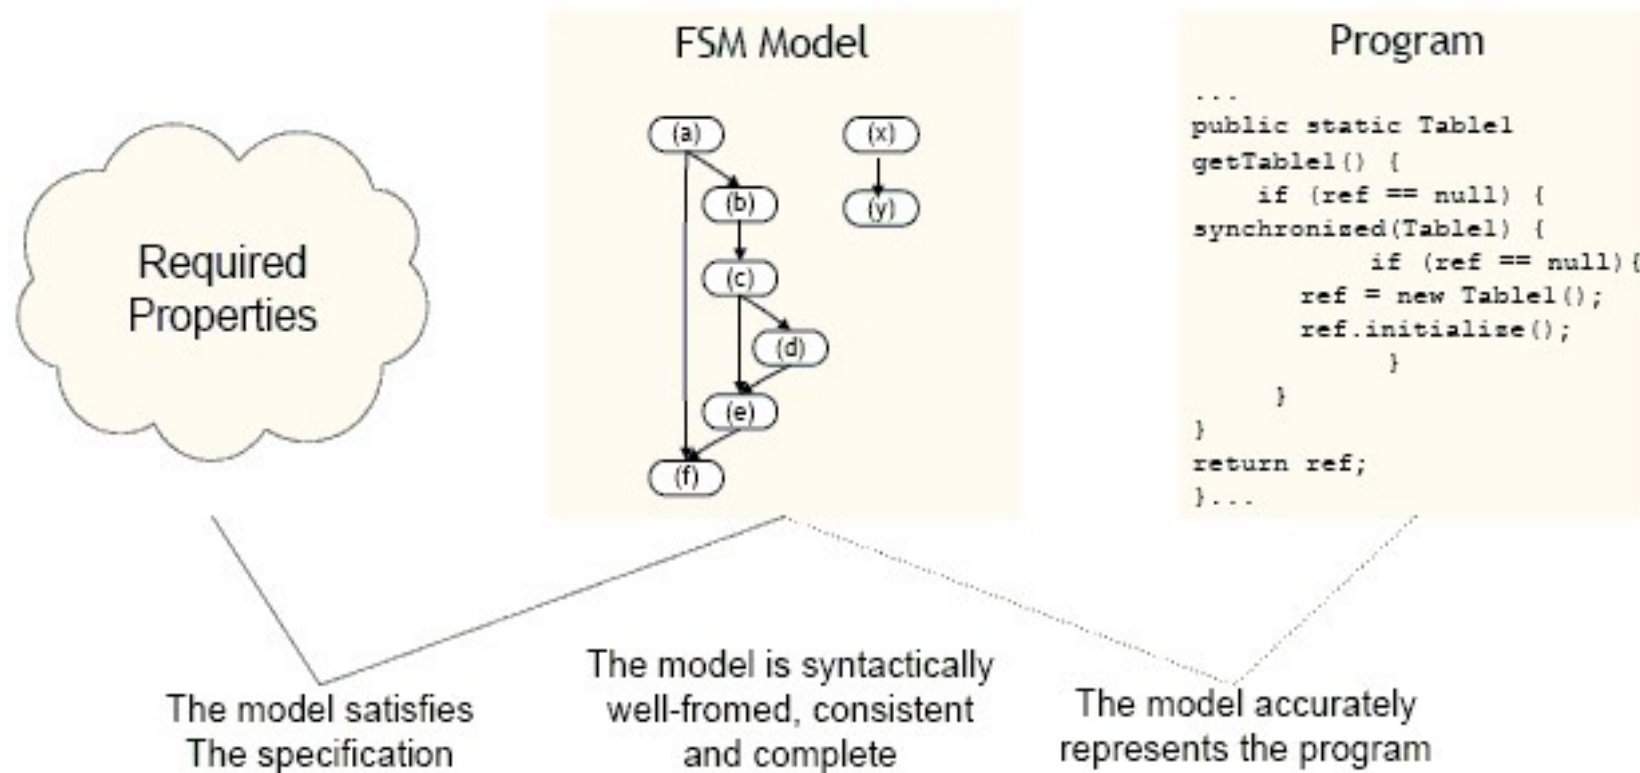 FSM Model
Program
Required
Properties
(a)
(b)
(c)
(d)
(e)
(f)
(x)
(y)
...
public static Table1
getTable1() {
if (ref == null) {
synchronized(Table1) {
if (ref == null){
ref = new Table1();
ref.initialize();
}
}
}
return ref;
}...
The model satisfies
The specification
The model is syntactically
well-fromed, consistent
and complete
The model accurately
represents the program